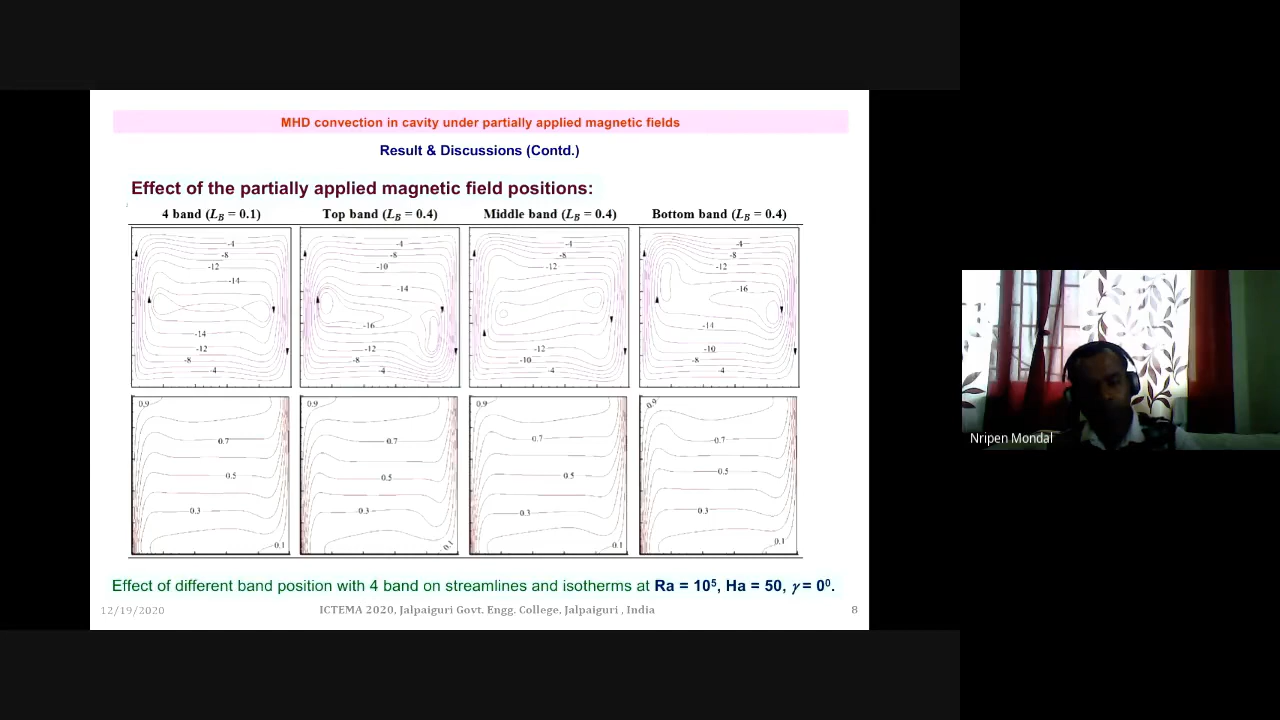 MHD convection in cavity under partially applied magnetic fields
Result & Discussions (Contd.)
Effect of the partially applied magnetic field positions:
4 band (L_B = 0.1) Top band (L_B = 0.4) Middle band (L_B = 0.4) Bottom band (L_B = 0.4)
-4 -4 -4 -4
-8 -8 -8 -8
-12 -10 -12 -12
-14 -14 -16
-14 -16 -14
-12 -12 -12 -10
-8 -8 -10 -8
-4 -4 -4 -4
0.9 0.9 0.9 0.9
0.7 0.7 0.7 0.7
0.5 0.5 0.5 0.5
0.3 0.3 0.3 0.3
0.1 0.1 0.1 0.1
Effect of different band position with 4 band on streamlines and isotherms at Ra = 10⁵, Ha = 50, γ = 0⁰.
12/19/2020 ICTEMA 2020, Jalpaiguri Govt. Engg. College, Jalpaiguri , India 8
Nripen Mondal